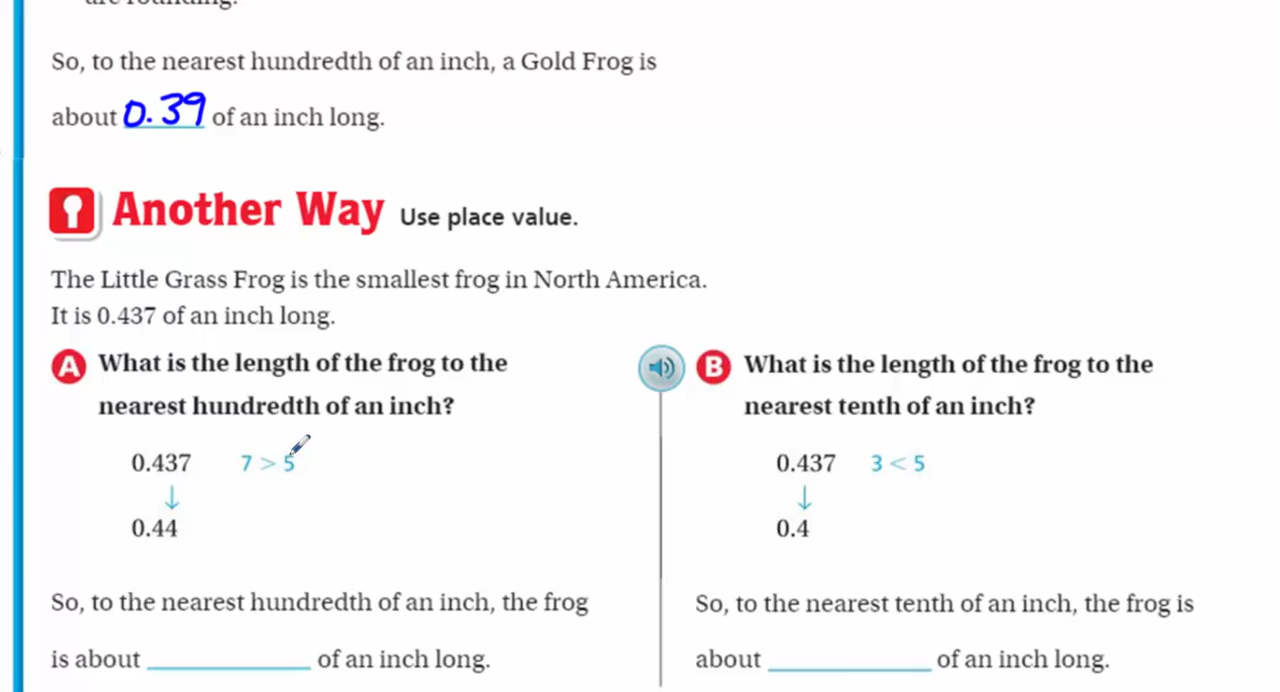 are rounding.
So, to the nearest hundredth of an inch, a Gold Frog is
about 0.39 of an inch long.
Another Way Use place value.
The Little Grass Frog is the smallest frog in North America.
It is 0.437 of an inch long.
A What is the length of the frog to the
nearest hundredth of an inch?
0.437 7 > 5
↓
0.44
So, to the nearest hundredth of an inch, the frog
is about ____________ of an inch long.
B What is the length of the frog to the
nearest tenth of an inch?
0.437 3 < 5
↓
0.4
So, to the nearest tenth of an inch, the frog is
about ____________ of an inch long.